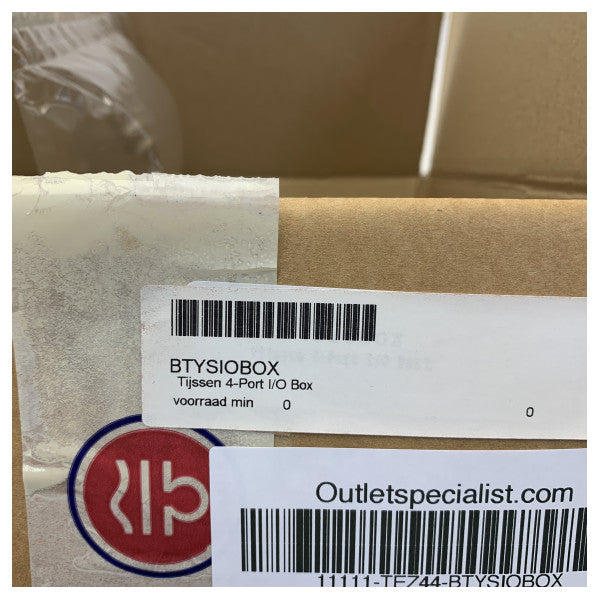 BTYSIOBOX
Tijssen 4-Port I/O Box
voorraad min 0 0
Outletspecialist.com
11111-TEZ44-BTYSIOBOX